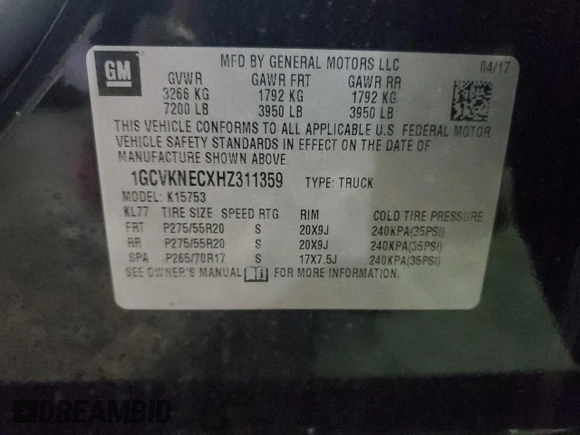 GM
MFD BY GENERAL MOTORS LLC
04/17
GVWR GAWR FRT GAWR RR
3266 KG 1792 KG 1792 KG
7200 LB 3950 LB 3950 LB
THIS VEHICLE CONFORMS TO ALL APPLICABLE U.S. FEDERAL MOTOR
VEHICLE SAFETY STANDARDS IN EFFECT ON THE DATE OF
MANUFACTURE SHOWN ABOVE.
1GCVKNECXHZ311359 TYPE: TRUCK
MODEL: K15753
KL77 TIRE SIZE SPEED RTG RIM COLD TIRE PRESSURE
FRT P275/55R20 S 20X9J 240KPA(35PSI)
RR P275/55R20 S 20X9J 240KPA(35PSI)
SPA P265/70R17 S 17X7.5J 240KPA(35PSI)
SEE OWNER'S MANUAL FOR MORE INFORMATION.
DREAMBID